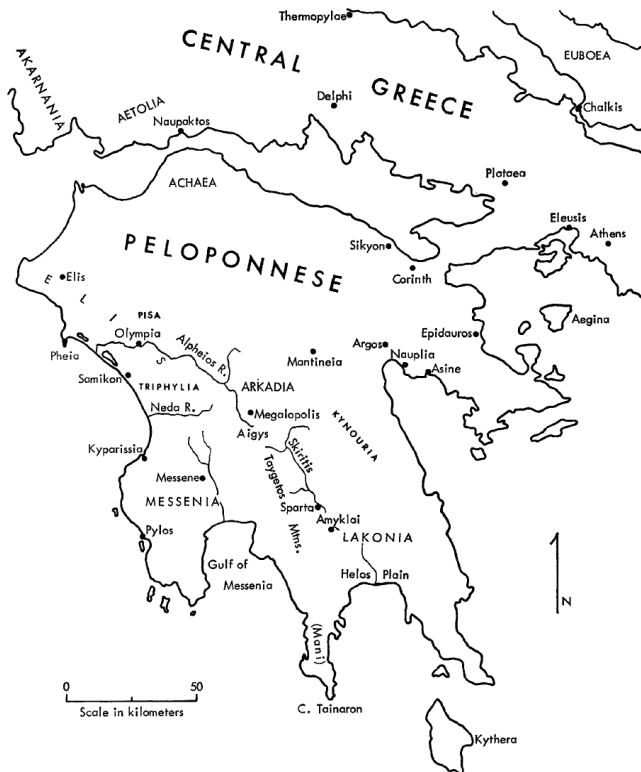 Thermopylae
CENTRAL
EUBOEA
AKARNANIA
GREECE
AETOLIA
Delphi
Chalkis
Naupaktos
Plataea
ACHAEA
Eleusis
Athens
PELOPONNESE
Sikyon
Corinth
Elis
ELIS
PISA
Olympia
Alpheios R.
Aegina
Epidauros
Argos
Pheia
Mantineia
Nauplia
Asine
Samikon
TRIPHYLIA
ARKADIA
Neda R.
Megalopolis
KYNOURIA
Aigys
Kyparissia
Skiritis
Taygetos Mtns.
Messene
MESSENIA
Sparta
Amyklai
Pylos
LAKONIA
Gulf of
Messenia
Helos Plain
N
(Mani)
0 50
Scale in kilometers
C. Tainaron
Kythera